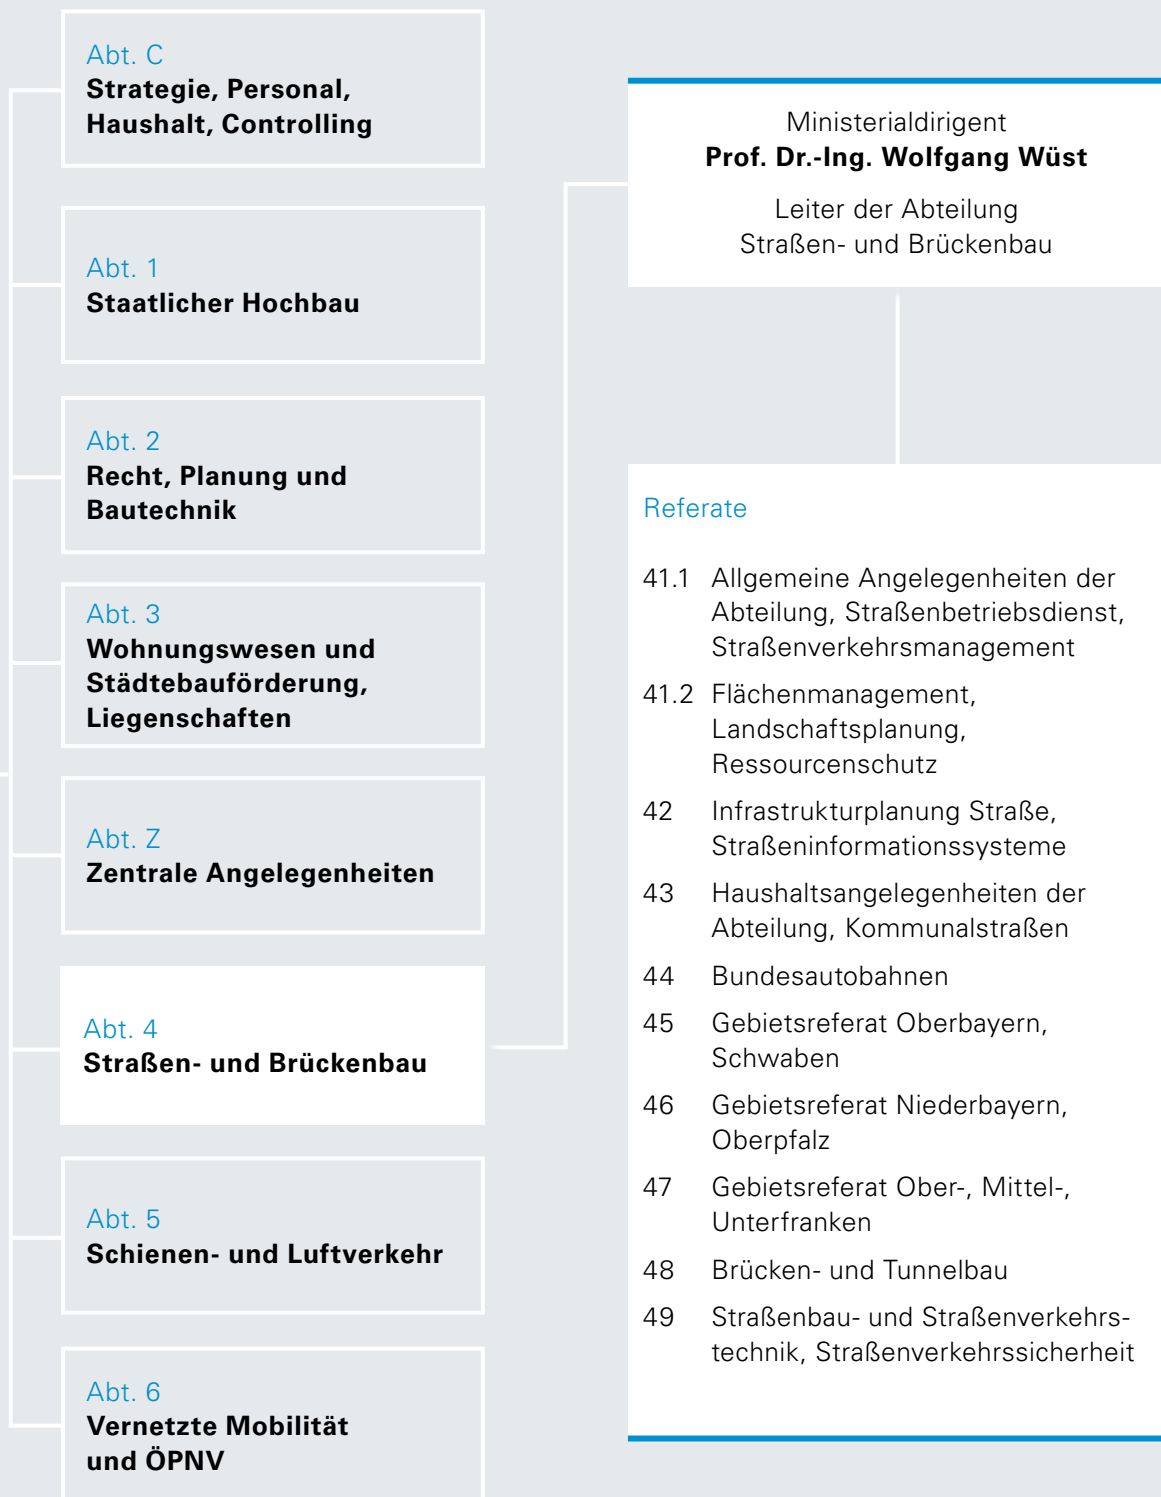 Abt. C
Strategie, Personal,
Haushalt, Controlling
Abt. 1
Staatlicher Hochbau
Abt. 2
Recht, Planung und
Bautechnik
Abt. 3
Wohnungswesen und
Städtebauförderung,
Liegenschaften
Abt. Z
Zentrale Angelegenheiten
Abt. 4
Straßen- und Brückenbau
Abt. 5
Schienen- und Luftverkehr
Abt. 6
Vernetzte Mobilität
und ÖPNV
Ministerialdirigent
Prof. Dr.-Ing. Wolfgang Wüst
Leiter der Abteilung
Straßen- und Brückenbau
Referate
41.1 Allgemeine Angelegenheiten der
Abteilung, Straßenbetriebsdienst,
Straßenverkehrsmanagement
41.2 Flächenmanagement,
Landschaftsplanung,
Ressourcenschutz
42 Infrastrukturplanung Straße,
Straßeninformationssysteme
43 Haushaltsangelegenheiten der
Abteilung, Kommunalstraßen
44 Bundesautobahnen
45 Gebietsreferat Oberbayern,
Schwaben
46 Gebietsreferat Niederbayern,
Oberpfalz
47 Gebietsreferat Ober-, Mittel-,
Unterfranken
48 Brücken- und Tunnelbau
49 Straßenbau- und Straßenverkehrs-
technik, Straßenverkehrssicherheit